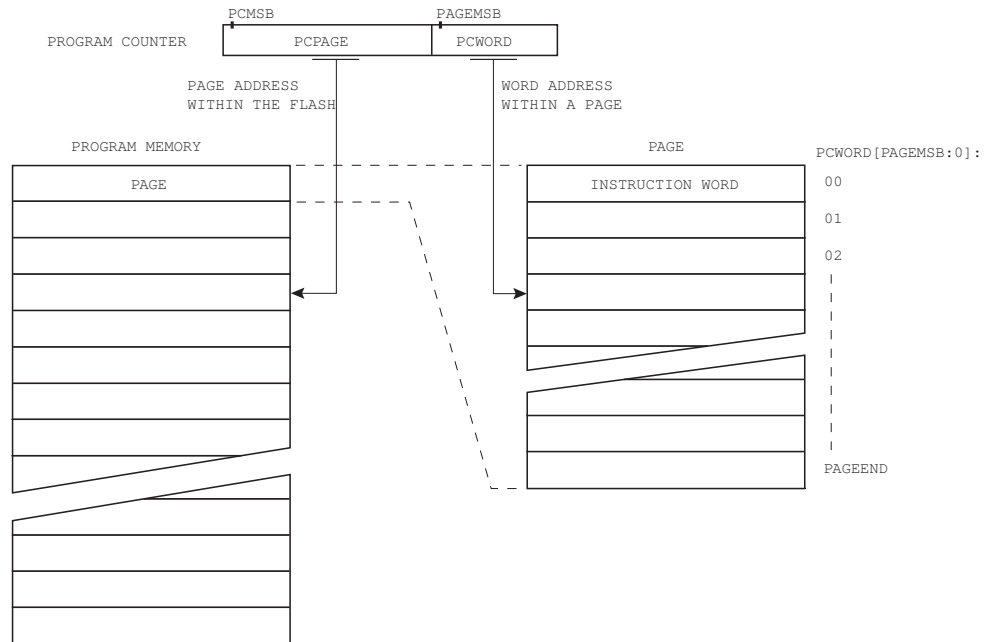 PCMSB
PAGEMSB
PROGRAM COUNTER
PCPAGE
PCWORD
PAGE ADDRESS
WITHIN THE FLASH
WORD ADDRESS
WITHIN A PAGE
PROGRAM MEMORY
PAGE
PCWORD[PAGEMSB:0]:
PAGE
INSTRUCTION WORD
00
01
02
PAGEEND